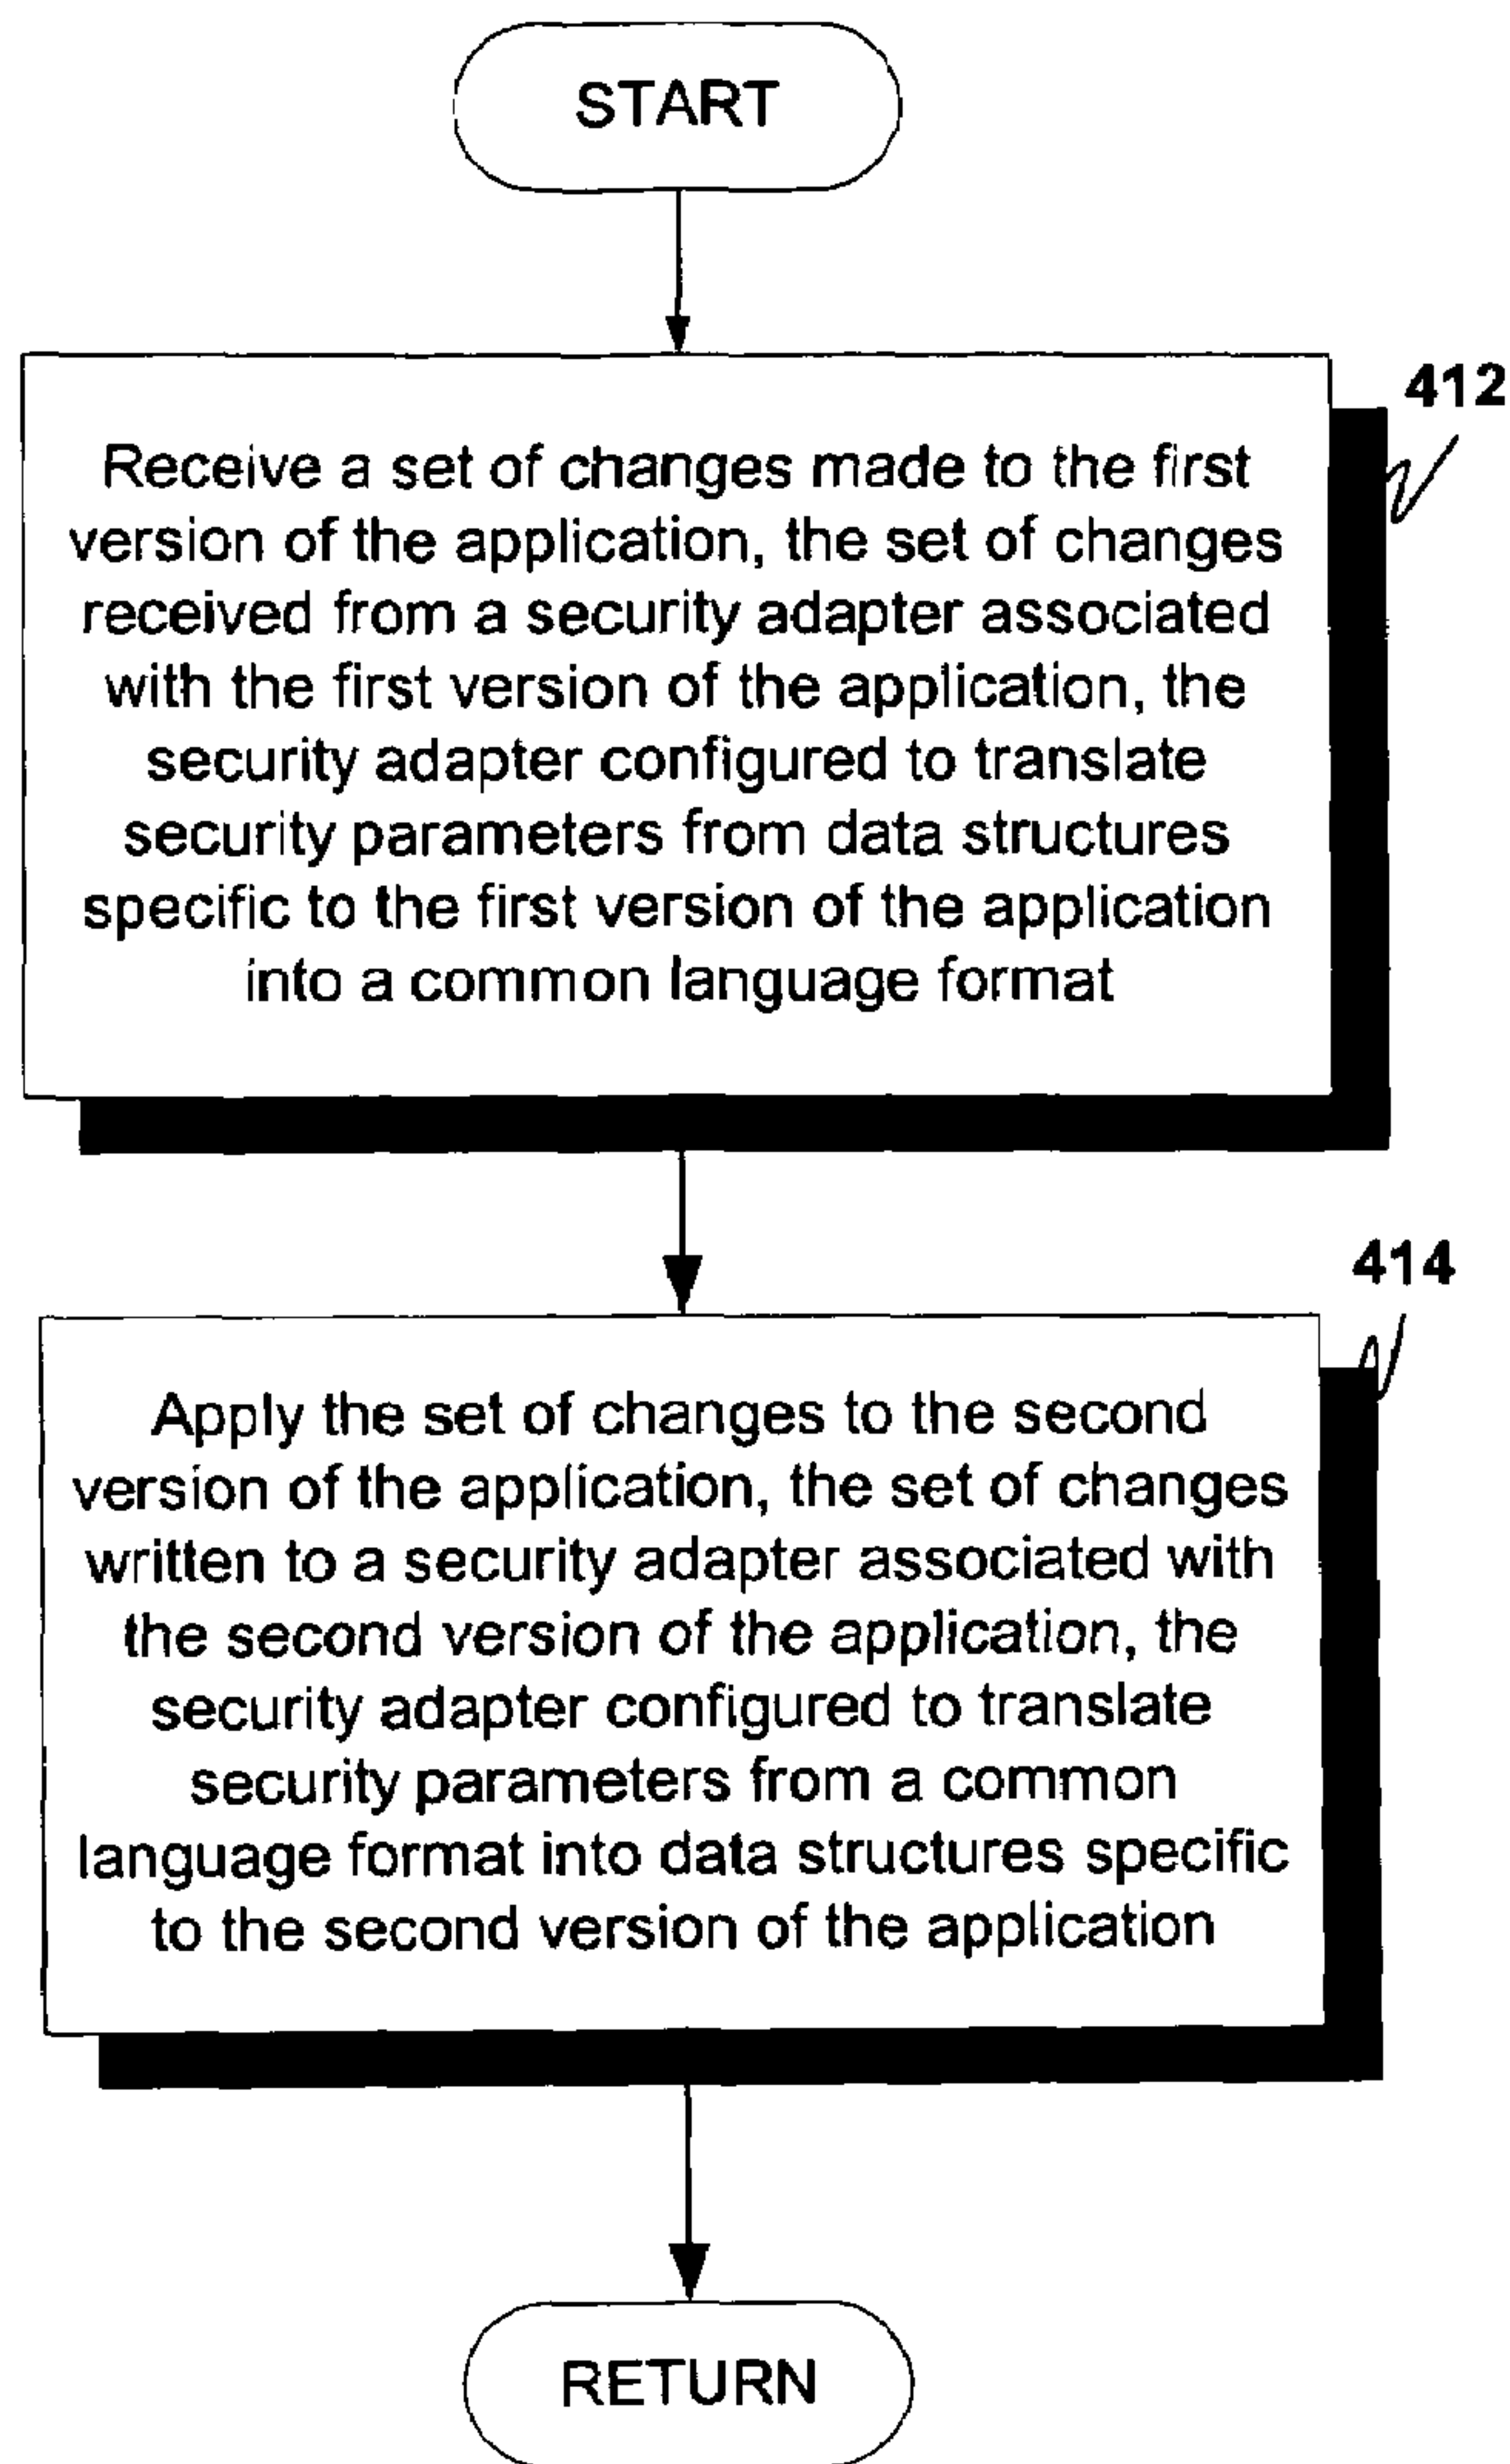 START
412
Receive a set of changes made to the first
version of the application, the set of changes
received from a security adapter associated
with the first version of the application, the
security adapter configured to translate
security parameters from data structures
specific to the first version of the application
into a common language format
414
Apply the set of changes to the second
version of the application, the set of changes
written to a security adapter associated with
the second version of the application, the
security adapter configured to translate
security parameters from a common
language format into data structures specific
to the second version of the application
RETURN